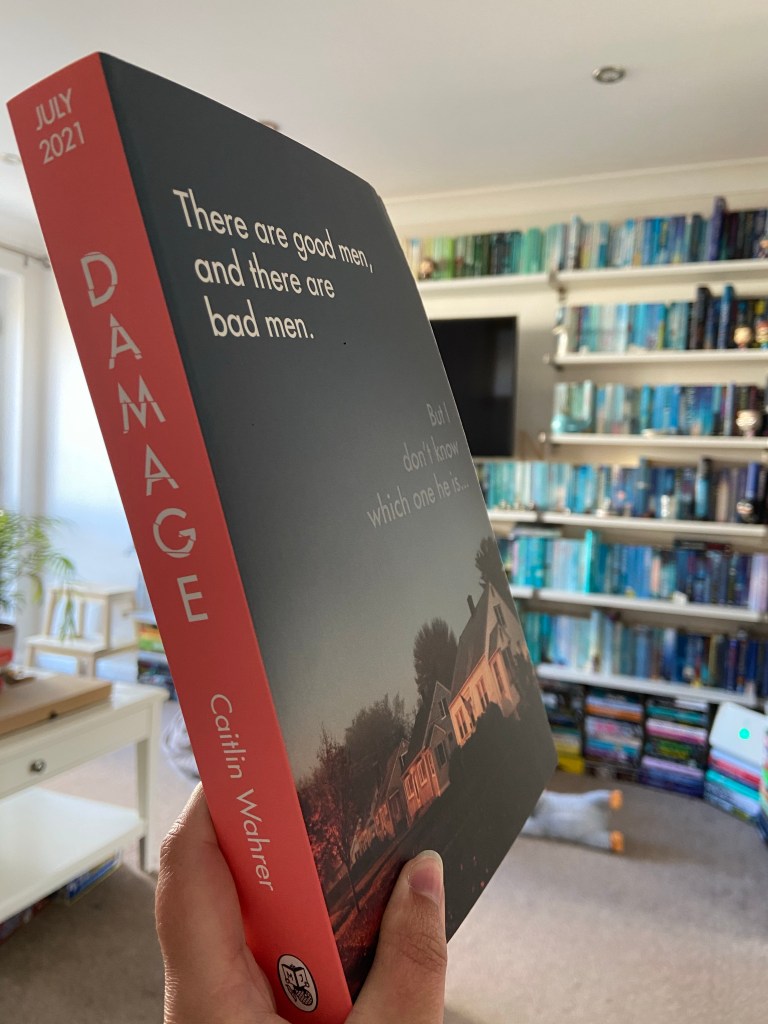 JULY
2021
DAMAGE
Caitlin Wahrer
There are good men,
and there are
bad men.
But I
don't know
which one he is...